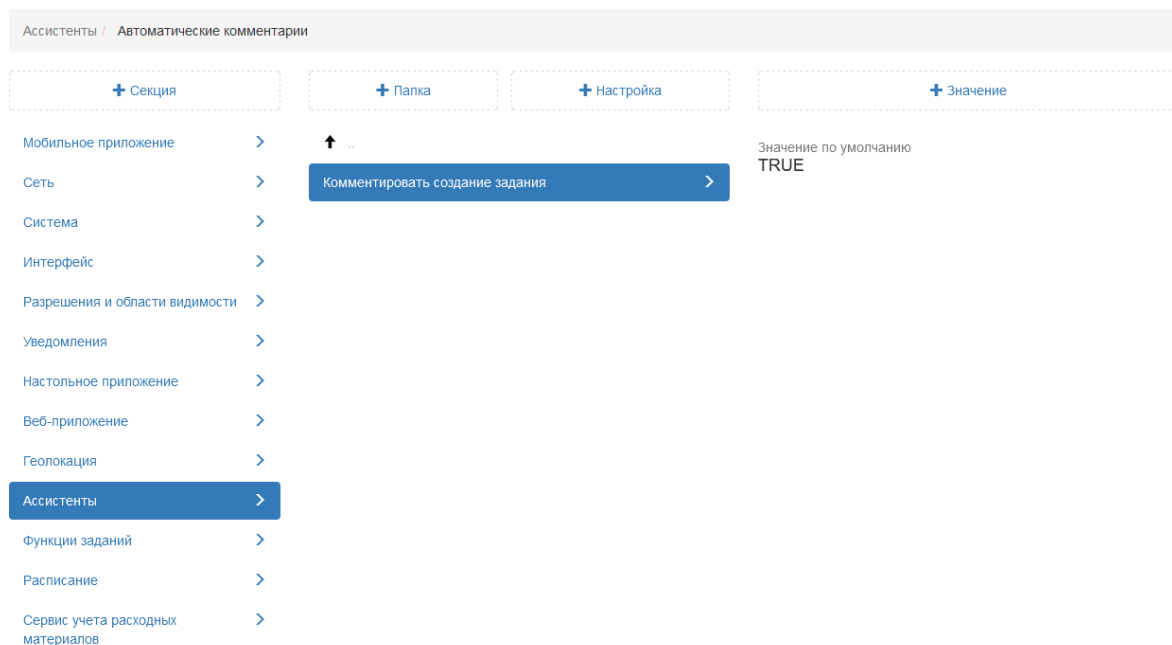 Ассистенты / Автоматические комментарии
Секция
Папка
Настройка
Значение
Мобильное приложение
Сеть
Система
Интерфейс
Разрешения и области видимости
Уведомления
Настольное приложение
Веб-приложение
Геолокация
Ассистенты
Функции заданий
Расписание
Сервис учета расходных
материалов
..
Комментировать создание задания
Значение по умолчанию
TRUE